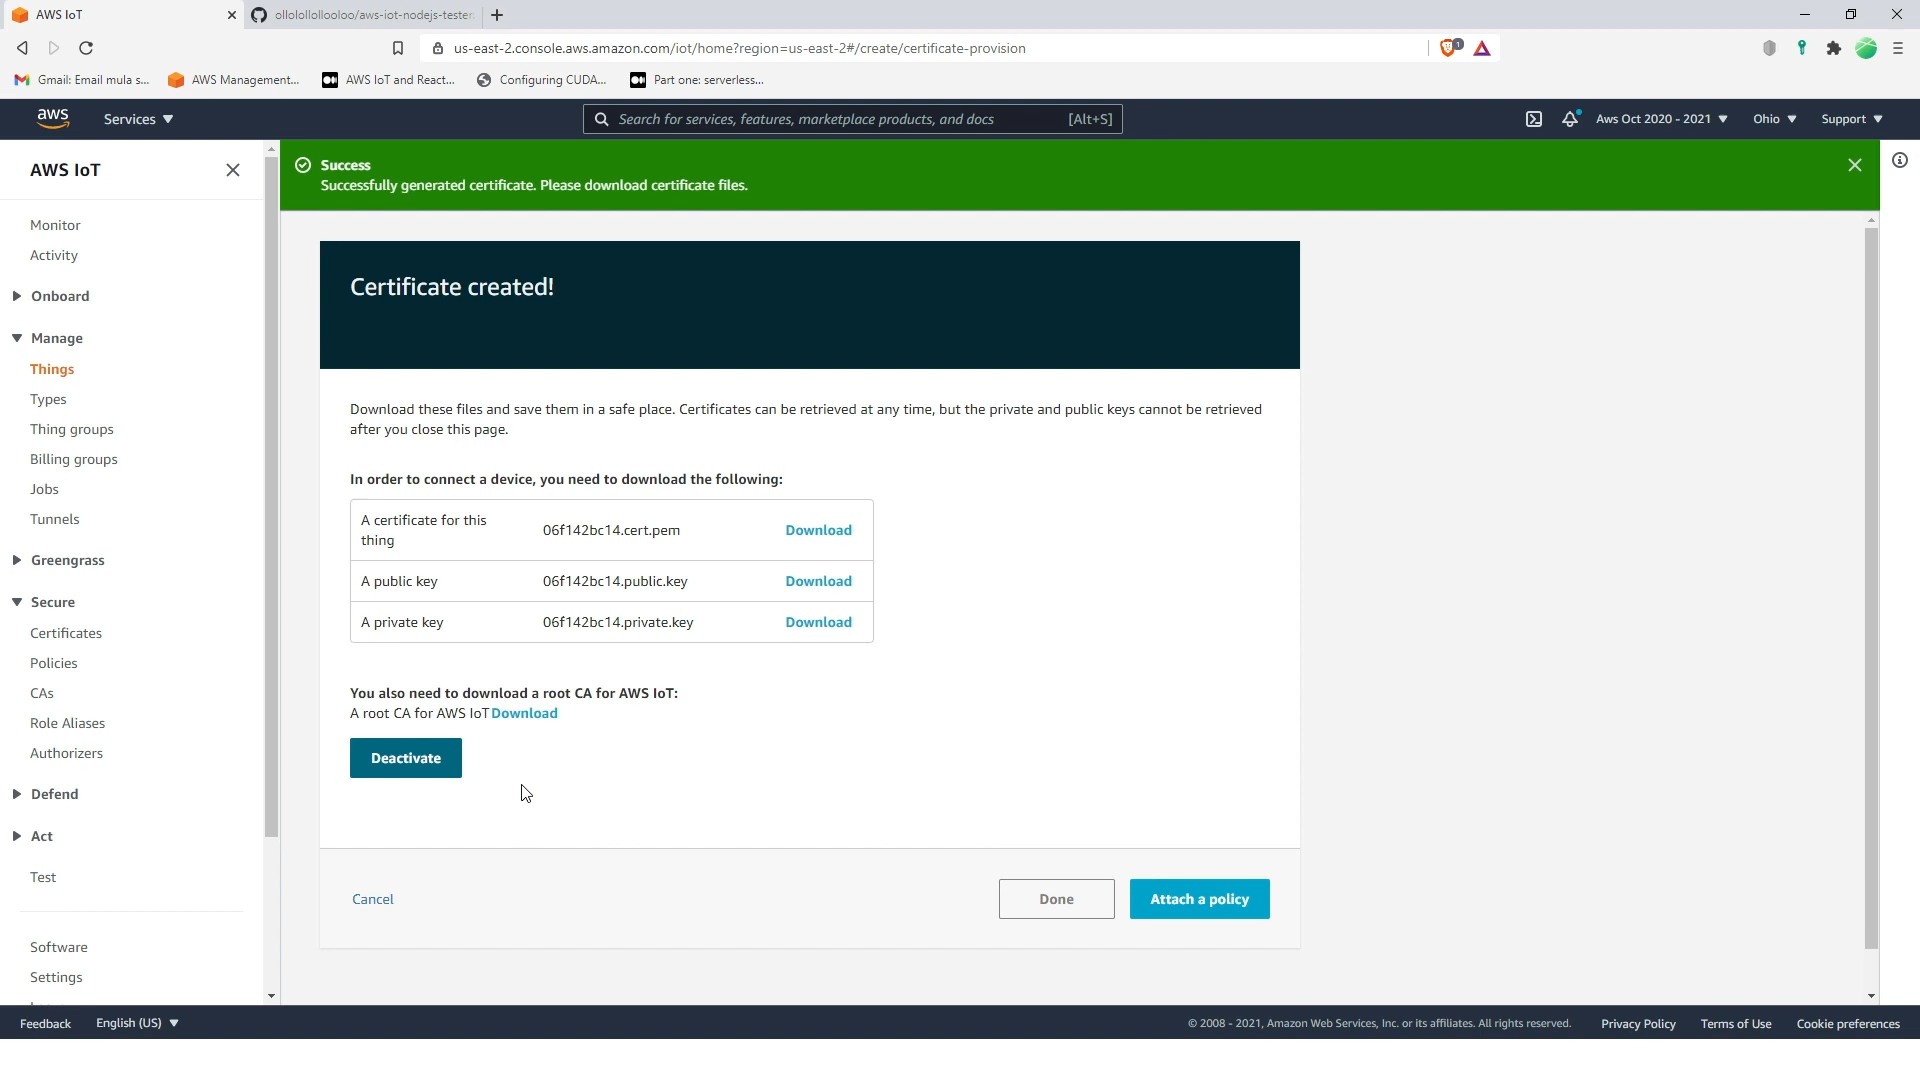 AWS IoT
ollolollollooloo/aws-iot-nodejs-tester:
us-east-2.console.aws.amazon.com/iot/home?region=us-east-2#/create/certificate-provision
1
Gmail: Email mula s...
AWS Management...
AWS IoT and React...
Configuring CUDA...
Part one: serverless...
aws
Services
Search for services, features, marketplace products, and docs
[Alt+S]
Aws Oct 2020 - 2021
Ohio
Support
AWS IoT
Monitor
Activity
Onboard
Manage
Things
Types
Thing groups
Billing groups
Jobs
Tunnels
Greengrass
Secure
Certificates
Policies
CAs
Role Aliases
Authorizers
Defend
Act
Test
Software
Settings
Success
Successfully generated certificate. Please download certificate files.
Certificate created!
Download these files and save them in a safe place. Certificates can be retrieved at any time, but the private and public keys cannot be retrieved
after you close this page.
In order to connect a device, you need to download the following:
A certificate for this
thing
06f142bc14.cert.pem
Download
A public key
06f142bc14.public.key
Download
A private key
06f142bc14.private.key
Download
You also need to download a root CA for AWS IoT:
A root CA for AWS IoT Download
Deactivate
Cancel
Done
Attach a policy
Feedback
English (US)
© 2008 - 2021, Amazon Web Services, Inc. or its affiliates. All rights reserved.
Privacy Policy
Terms of Use
Cookie preferences